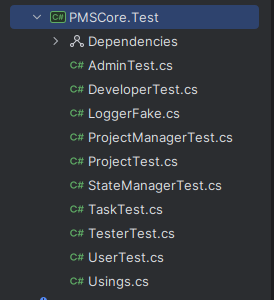 C# PMSCore.Test
Dependencies
C# AdminTest.cs
C# DeveloperTest.cs
C# LoggerFake.cs
C# ProjectManagerTest.cs
C# ProjectTest.cs
C# StateManagerTest.cs
C# TaskTest.cs
C# TesterTest.cs
C# UserTest.cs
C# Usings.cs